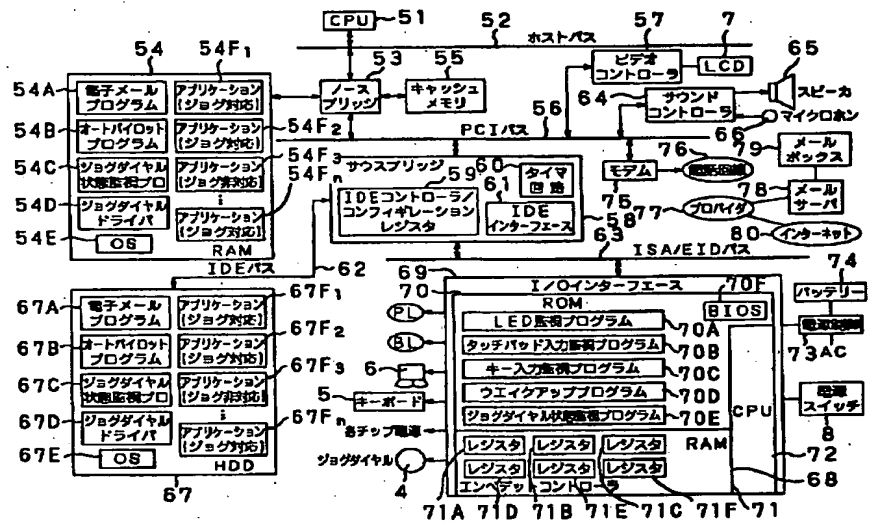 CPU
51
52
ホストバス
57
7
54
54F1
53
55
ビデオ
コントローラ
LCD
65
54A
電子メール
プログラム
アプリケーション
(ジョグ対応)
ノース
ブリッジ
キャッシュ
メモリ
64
サウンド
コントローラ
スピーカ
66
マイクロホン
54B
オートパイロット
プログラム
アプリケーション
(ジョグ対応)
54F2
56
PCIバス
54C
ジョグダイヤル
状態監視プロ
アプリケーション
(ジョグ非対応)
54F3
サウスブリッジ
59
60
タイマ
回路
モデム
75
76
79
メール
ボックス
54D
ジョグダイヤル
ドライバ
アプリケーション
(ジョグ対応)
54Fn
IDEコントローラ/
コンフィギレーション
レジスタ
61
IDE
インターフェース
58
77
プロバイダ
78
メール
サーバ
54E
OS
RAM
63
ISA/EIDバス
80
インターネット
IDEバス
62
69
I/Oインターフェース
74
バッテリー
67A
電子メール
プログラム
アプリケーション
(ジョグ対応)
67F1
70
ROM
70F
BIOS
PL
LED監視プログラム
70A
73
AC
67B
オートパイロット
プログラム
アプリケーション
(ジョグ対応)
67F2
BL
タッチパッド入力監視プログラム
70B
67C
ジョグダイヤル
状態監視プロ
アプリケーション
(ジョグ非対応)
67F3
6
キー入力監視プログラム
70C
5
キーボード
ウエイクアッププログラム
70D
CPU
電源
スイッチ
8
67D
ジョグダイヤル
ドライバ
アプリケーション
(ジョグ対応)
67Fn
ジョグダイヤル状態監視プログラム
70E
各チップ電源
67E
OS
HDD
レジスタ
レジスタ
レジスタ
RAM
72
ジョグダイヤル
4
レジスタ
レジスタ
レジスタ
エンベデットコントローラ
68
67
71A
71D
71B
71E
71C
71F
71